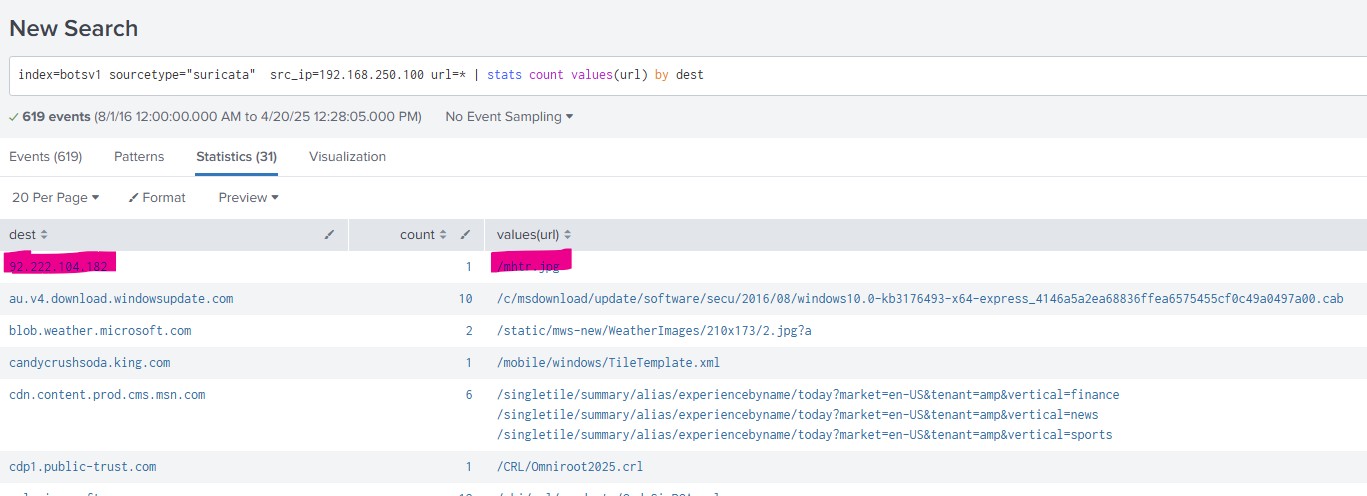 New Search
index=botsv1 sourcetype="suricata" src_ip=192.168.250.100 url=* | stats count values(url) by dest
✓ 619 events (8/1/16 12:00:00.000 AM to 4/20/25 12:28:05.000 PM) No Event Sampling
Events (619) Patterns Statistics (31) Visualization
20 Per Page Format Preview
dest count values(url)
92.222.104.182 1 /mhtr.jpg
au.v4.download.windowsupdate.com 10 /c/msdownload/update/software/secu/2016/08/windows10.0-kb3176493-x64-express_4146a5a2ea68836ffea6575455cf0c49a0497a00.cab
blob.weather.microsoft.com 2 /static/mws-new/WeatherImages/210x173/2.jpg?a
candycrushsoda.king.com 1 /mobile/windows/TileTemplate.xml
cdn.content.prod.cms.msn.com 6 /singletile/summary/alias/experiencebyname/today?market=en-US&tenant=amp&vertical=finance
/singletile/summary/alias/experiencebyname/today?market=en-US&tenant=amp&vertical=news
/singletile/summary/alias/experiencebyname/today?market=en-US&tenant=amp&vertical=sports
cdp1.public-trust.com 1 /CRL/Omniroot2025.crl